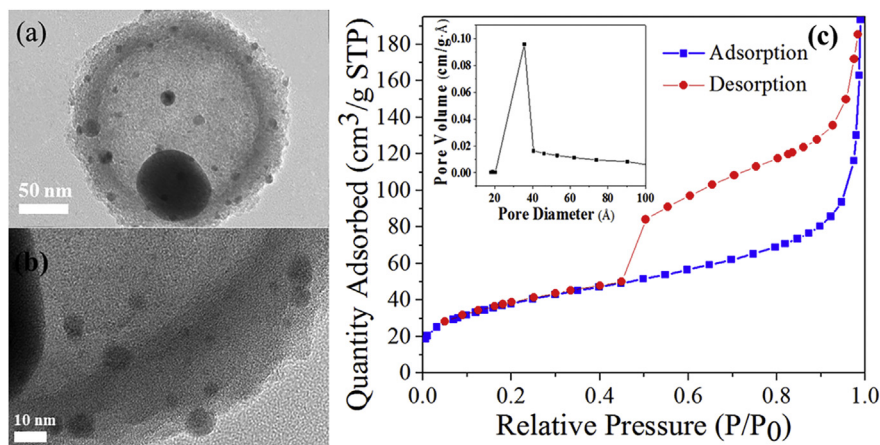 (a)
50 nm
(b)
10 nm
(c)
Quantity Adsorbed (cm³/g STP)
180
160
140
120
100
80
60
40
20
0
0.0 0.2 0.4 0.6 0.8 1.0
Relative Pressure (P/P₀)
Adsorption
Desorption
Pore Volume (cm/g·Å)
0.10
0.08
0.06
0.04
0.02
0.00
20 40 60 80 100
Pore Diameter (Å)